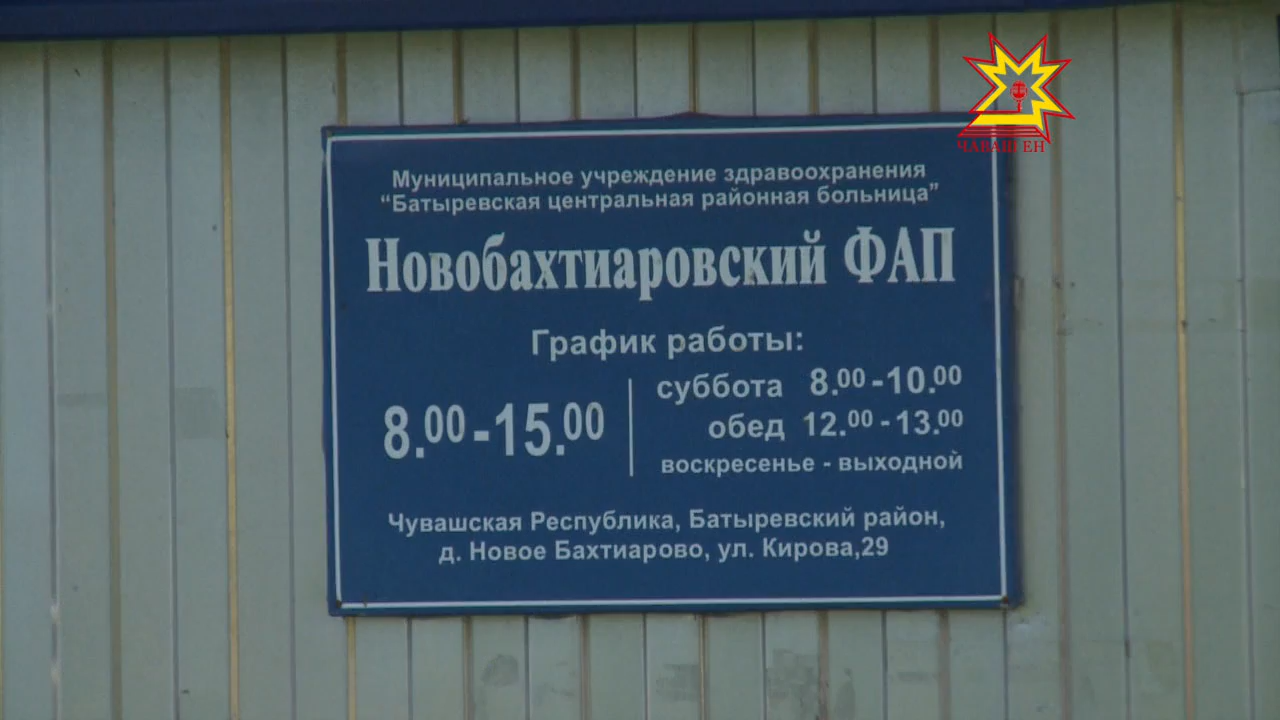 ЧӐВАШ ЕН
Муниципальное учреждение здравоохранения
“Батыревская центральная районная больница”
Новобахтиаровский ФАП
График работы:
8.00-15.00
суббота 8.00-10.00
обед 12.00-13.00
воскресенье - выходной
Чувашская Республика, Батыревский район,
д. Новое Бахтиарово, ул. Кирова,29